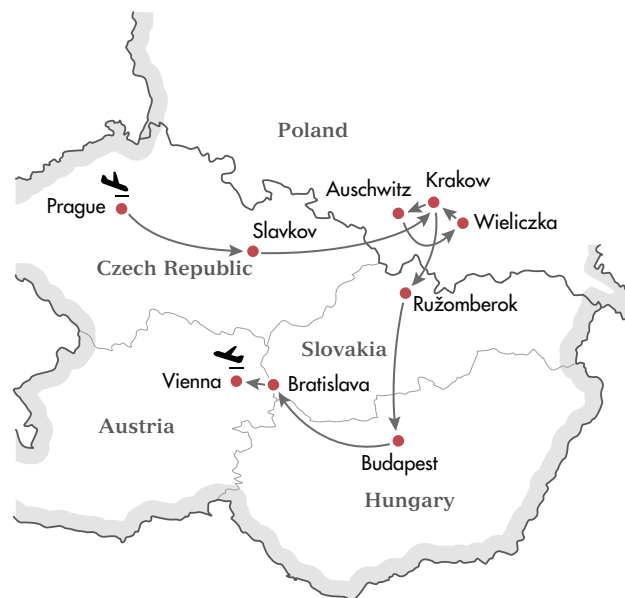 Poland
Auschwitz
Krakow
Prague
Wieliczka
Slavkov
Czech Republic
Ružomberok
Slovakia
Vienna
Bratislava
Austria
Budapest
Hungary